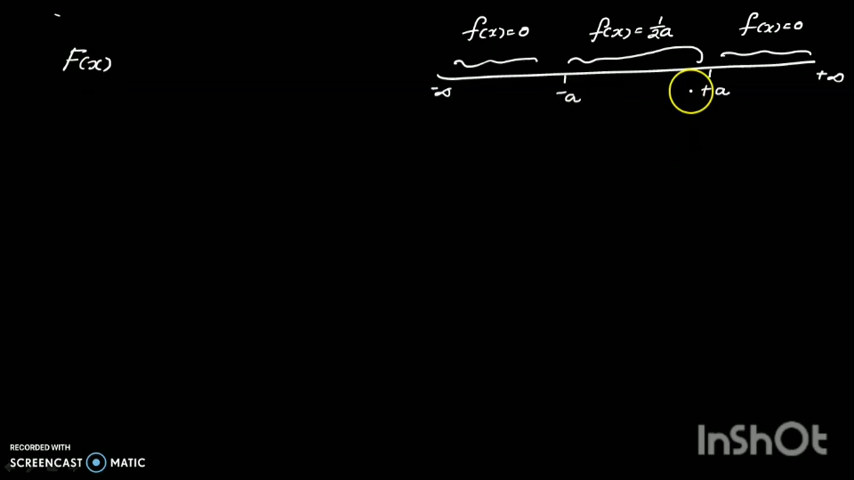 f(x)=0 f(x)=1/2a f(x)=0
F(x)
-∞ -a +a +∞
InShOt
RECORDED WITH
SCREENCAST MATIC